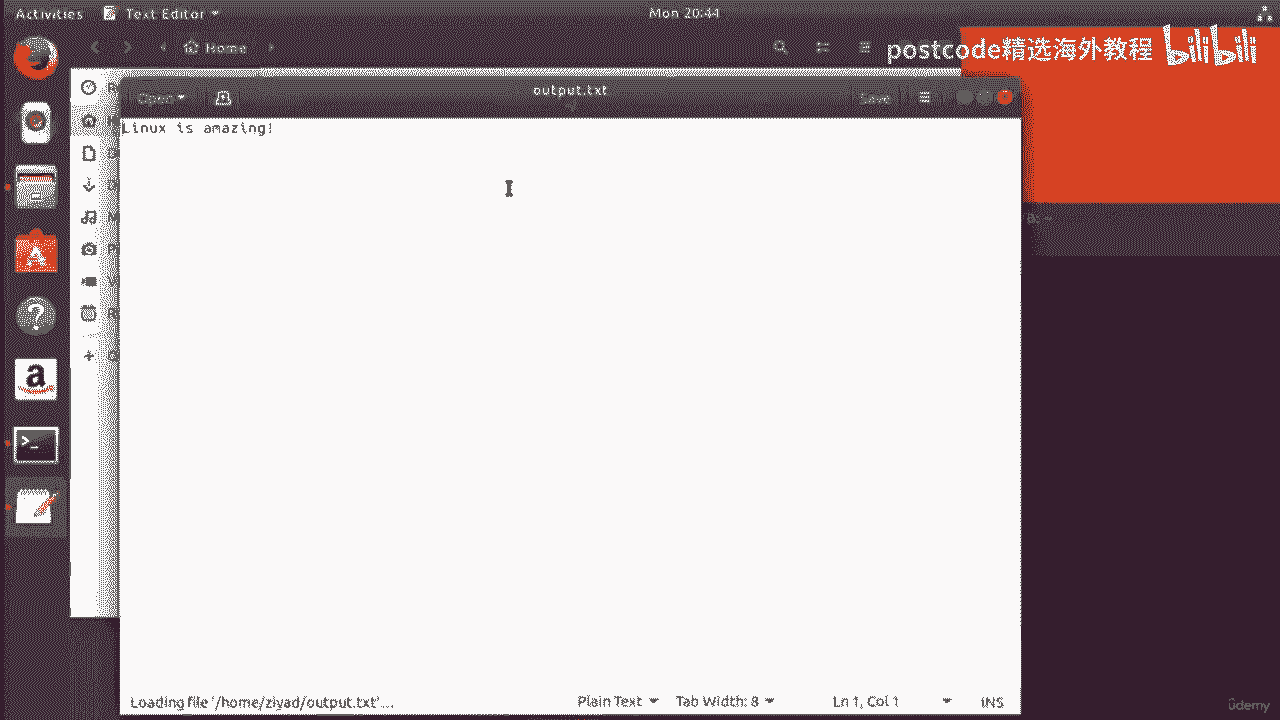 Activities
Text Editor
Mon 20:44
Home
postcode精选海外教程
bilibili
Open
output.txt
Save
Linux is amazing!
Loading file '/home/ziyad/output.txt'...
Plain Text
Tab Width: 8
Ln 1, Col 1
INS
ûdemy